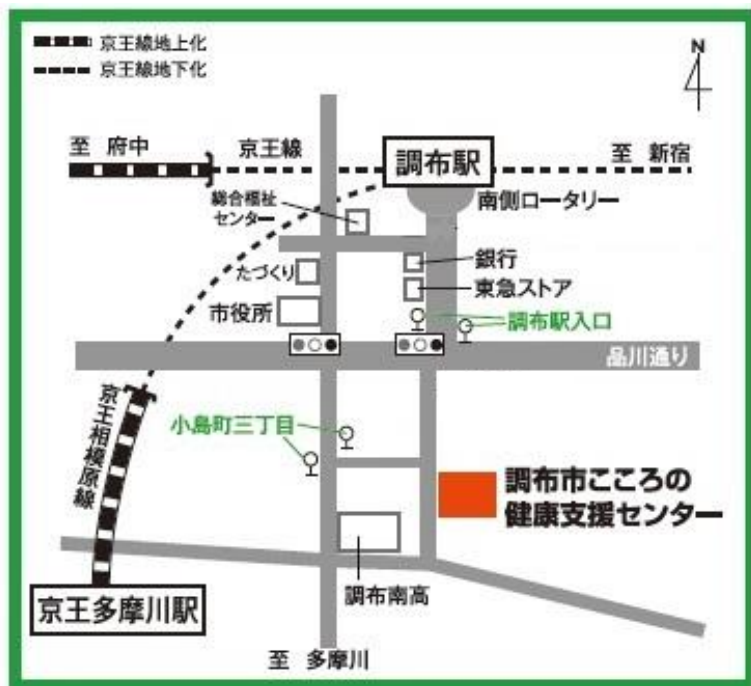 京王線地上化
京王線地下化
N
至 府中
京王線
調布駅
至 新宿
総合福祉
センター
南側ロータリー
たづくり
銀行
東急ストア
市役所
調布駅入口
品川通り
京王相模原線
小島町三丁目
調布市こころの
健康支援センター
調布南高
京王多摩川駅
至 多摩川